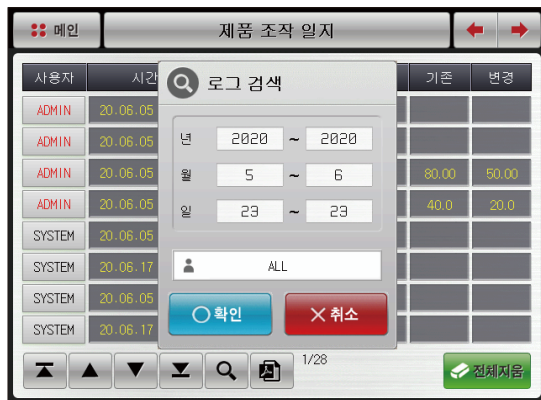 메인 제품 조작 일지
사용자 시간 기존 변경
로그 검색
ADMIN 20.06.05
ADMIN 20.06.05
년 2020 ~ 2020
ADMIN 20.06.05 80.00 50.00
월 5 ~ 6
ADMIN 20.06.05 40.0 20.0
일 23 ~ 23
SYSTEM 20.06.05
SYSTEM 20.06.17
ALL
SYSTEM 20.06.05
확인 취소
SYSTEM 20.06.17
1/28
전체지움